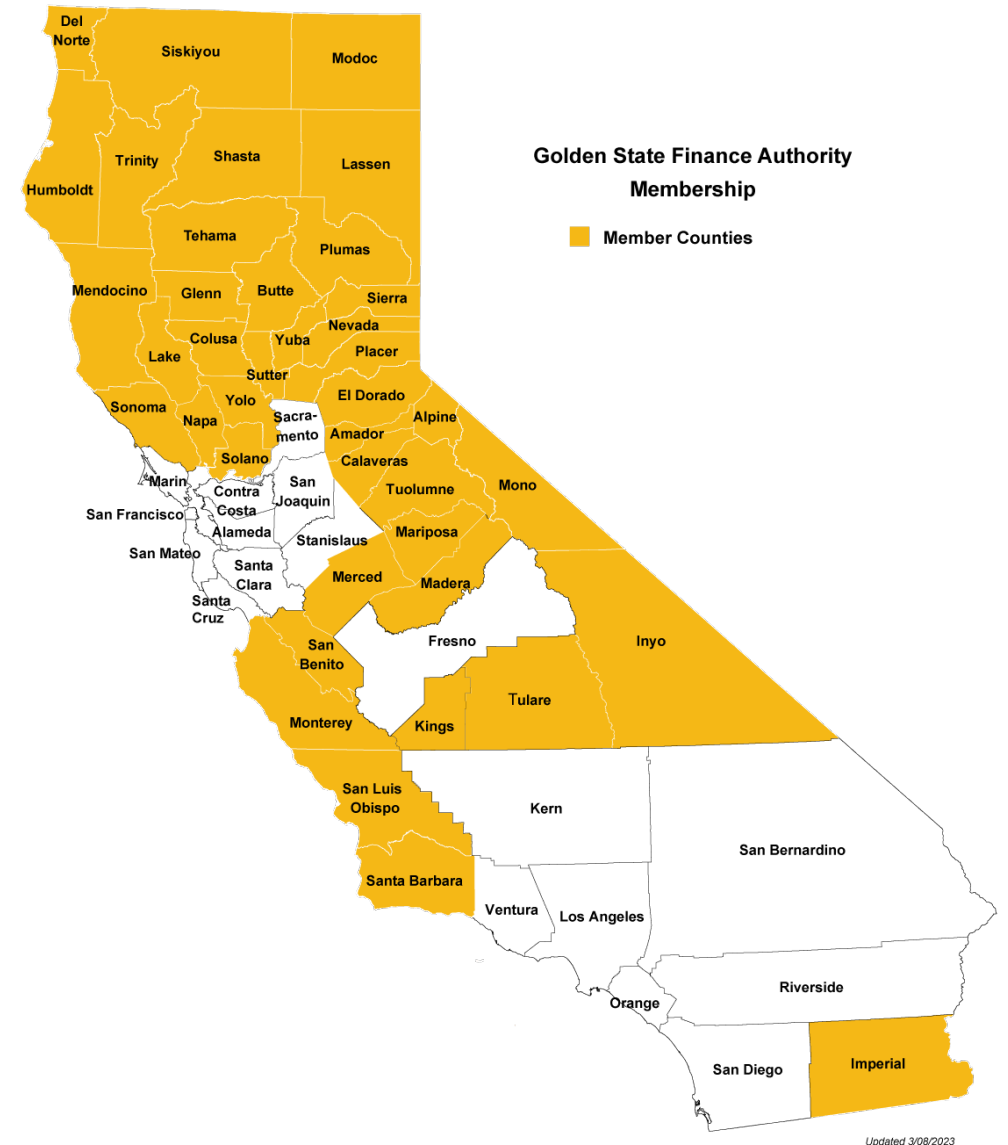 Del
Norte
Siskiyou
Modoc
Golden State Finance Authority
Membership
Member Counties
Humboldt
Trinity
Shasta
Lassen
Tehama
Plumas
Mendocino
Glenn
Butte
Sierra
Nevada
Lake
Colusa
Yuba
Placer
Sutter
Sonoma
Napa
Yolo
El Dorado
Alpine
Sacra-
mento
Amador
Solano
Calaveras
Marin
Contra
Costa
San
Joaquin
Tuolumne
Mono
San Francisco
Alameda
Stanislaus
Mariposa
San Mateo
Santa
Clara
Merced
Madera
Santa
Cruz
San
Benito
Fresno
Inyo
Monterey
Kings
Tulare
San Luis
Obispo
Kern
San Bernardino
Santa Barbara
Ventura
Los Angeles
Orange
Riverside
San Diego
Imperial
Updated 3/08/2023